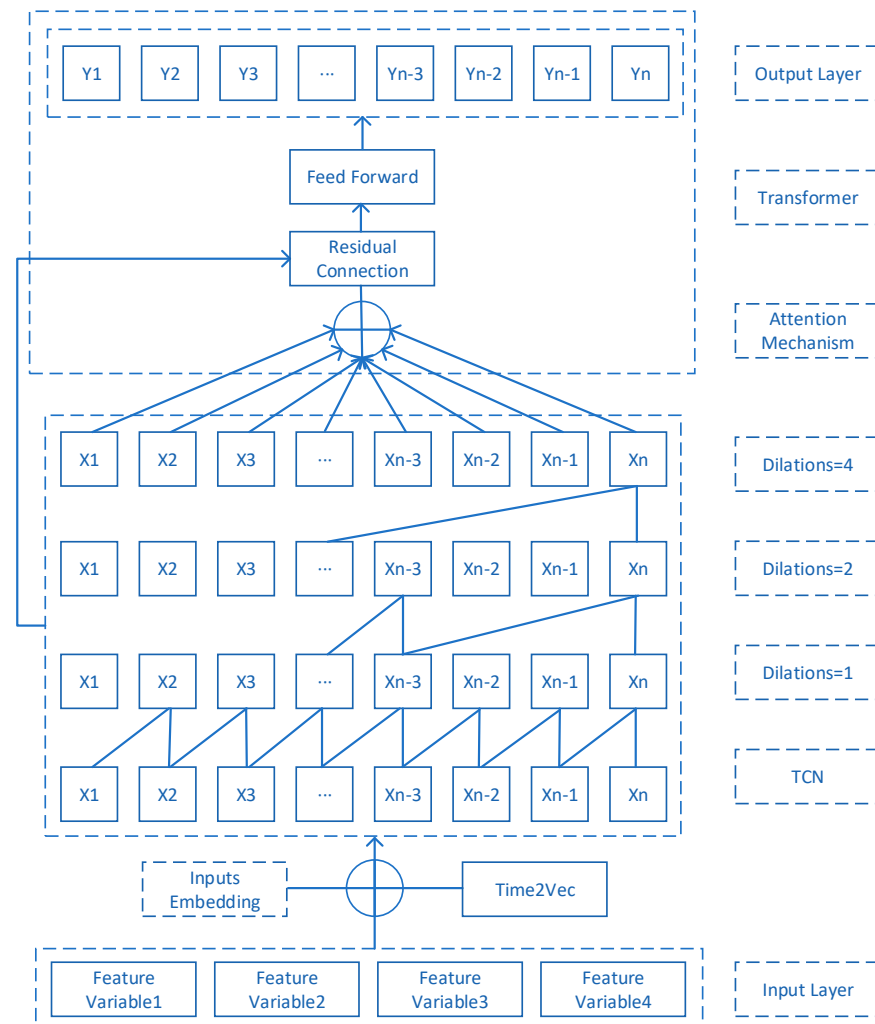 Y1 Y2 Y3 ... Yn-3 Yn-2 Yn-1 Yn
Output Layer
Feed Forward
Transformer
Residual
Connection
Attention
Mechanism
X1 X2 X3 ... Xn-3 Xn-2 Xn-1 Xn
Dilations=4
X1 X2 X3 ... Xn-3 Xn-2 Xn-1 Xn
Dilations=2
X1 X2 X3 ... Xn-3 Xn-2 Xn-1 Xn
Dilations=1
X1 X2 X3 ... Xn-3 Xn-2 Xn-1 Xn
TCN
Inputs
Embedding
Time2Vec
Feature
Variable1
Feature
Variable2
Feature
Variable3
Feature
Variable4
Input Layer